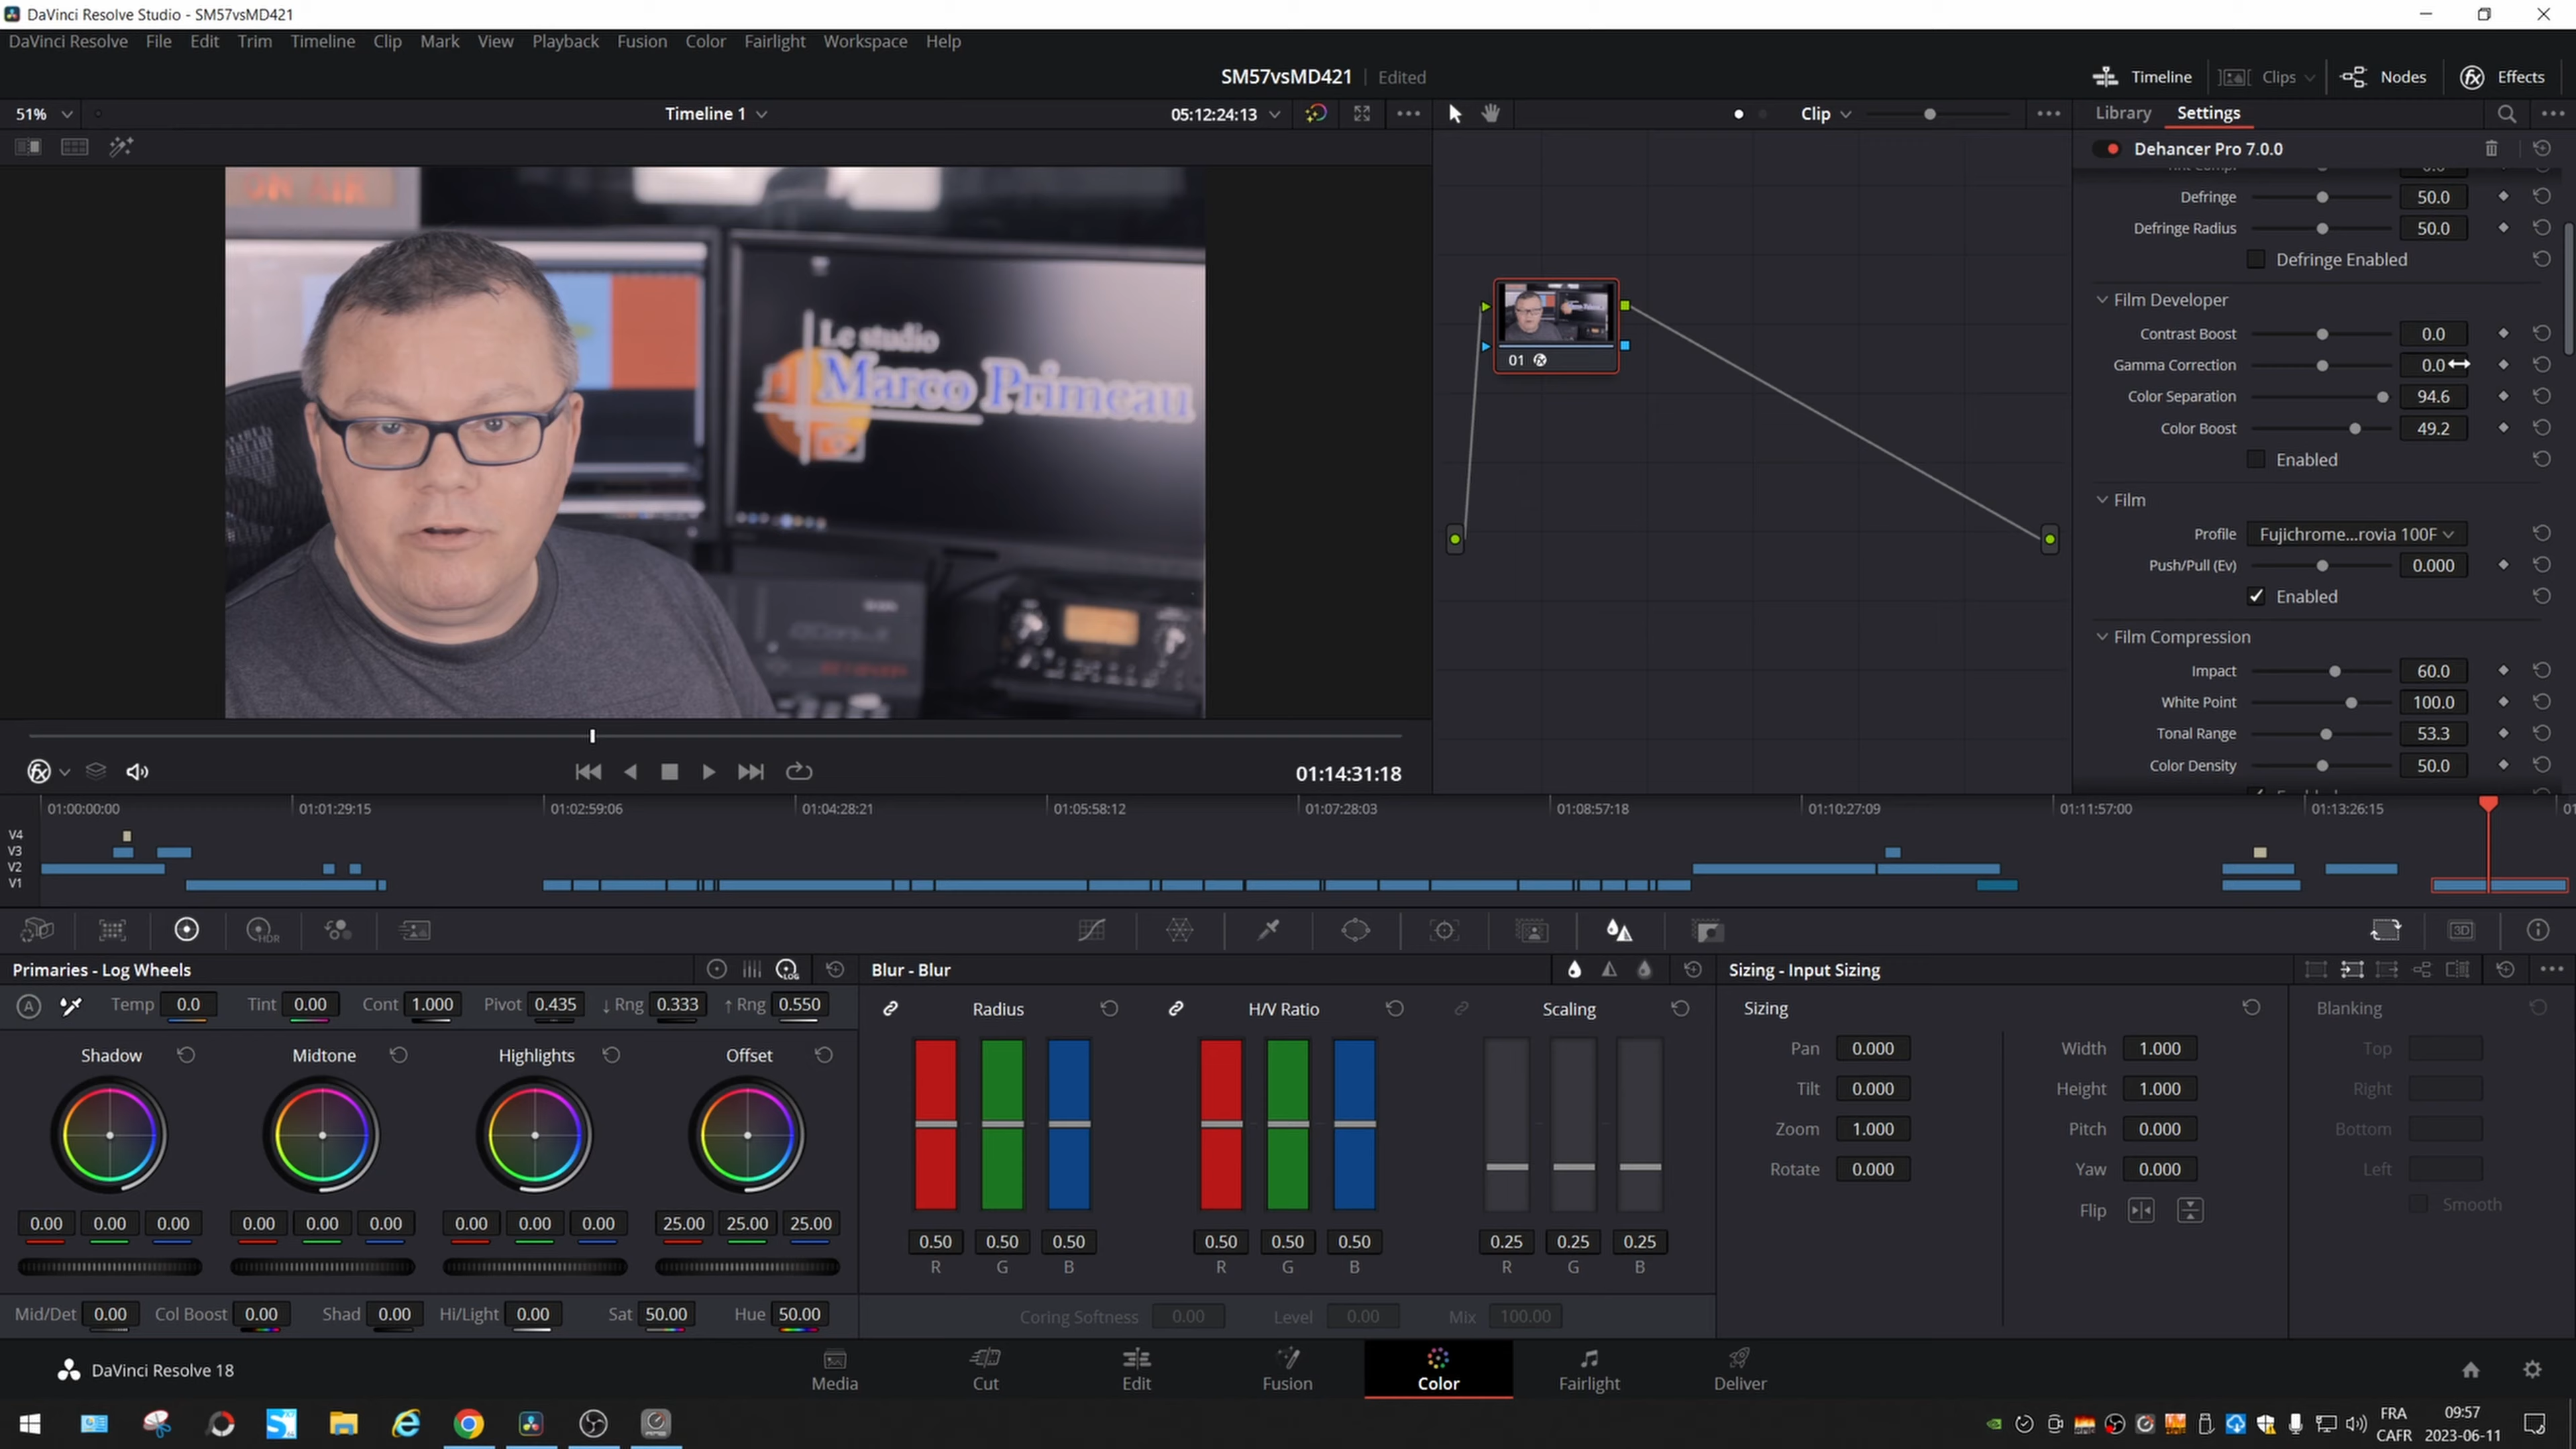 DaVinci Resolve Studio - SM57vsMD421
DaVinci Resolve File Edit Trim Timeline Clip Mark View Playback Fusion Color Fairlight Workspace Help
SM57vsMD421 Edited
Timeline Clips Nodes Effects
51% Timeline 1 05:12:24:13 Clip
Library Settings
Dehancer Pro 7.0.0
Defringe 50.0
Defringe Radius 50.0
Defringe Enabled
Film Developer
Contrast Boost 0.0
Gamma Correction 0.0
Color Separation 94.6
Color Boost 49.2
Enabled
Film
Profile Fujichrome...rovia 100F
Push/Pull (Ev) 0.000
Enabled
Film Compression
Impact 60.0
White Point 100.0
Tonal Range 53.3
Color Density 50.0
ON AIR
Le studio
Marco Primeau
01
01:14:31:18
01:00:00:00 01:01:29:15 01:02:59:06 01:04:28:21 01:05:58:12 01:07:28:03 01:08:57:18 01:10:27:09 01:11:57:00 01:13:26:15
V4
V3
V2
V1
HDR
3D
Primaries - Log Wheels LOG
Temp 0.0 Tint 0.00 Cont 1.000 Pivot 0.435 ↓ Rng 0.333 ↑ Rng 0.550
A
Shadow Midtone Highlights Offset
0.00 0.00 0.00 0.00 0.00 0.00 0.00 0.00 0.00 25.00 25.00 25.00
Mid/Det 0.00 Col Boost 0.00 Shad 0.00 Hi/Light 0.00 Sat 50.00 Hue 50.00
Blur - Blur
Radius H/V Ratio Scaling
0.50 0.50 0.50 0.50 0.50 0.50 0.25 0.25 0.25
R G B R G B R G B
Coring Softness 0.00 Level 0.00 Mix 100.00
Sizing - Input Sizing
Sizing Blanking
Pan 0.000 Width 1.000 Top
Tilt 0.000 Height 1.000 Right
Zoom 1.000 Pitch 0.000 Bottom
Rotate 0.000 Yaw 0.000 Left
Flip Smooth
DaVinci Resolve 18
Media Cut Edit Fusion Color Fairlight Deliver
FRA 09:57
CAFR 2023-06-11